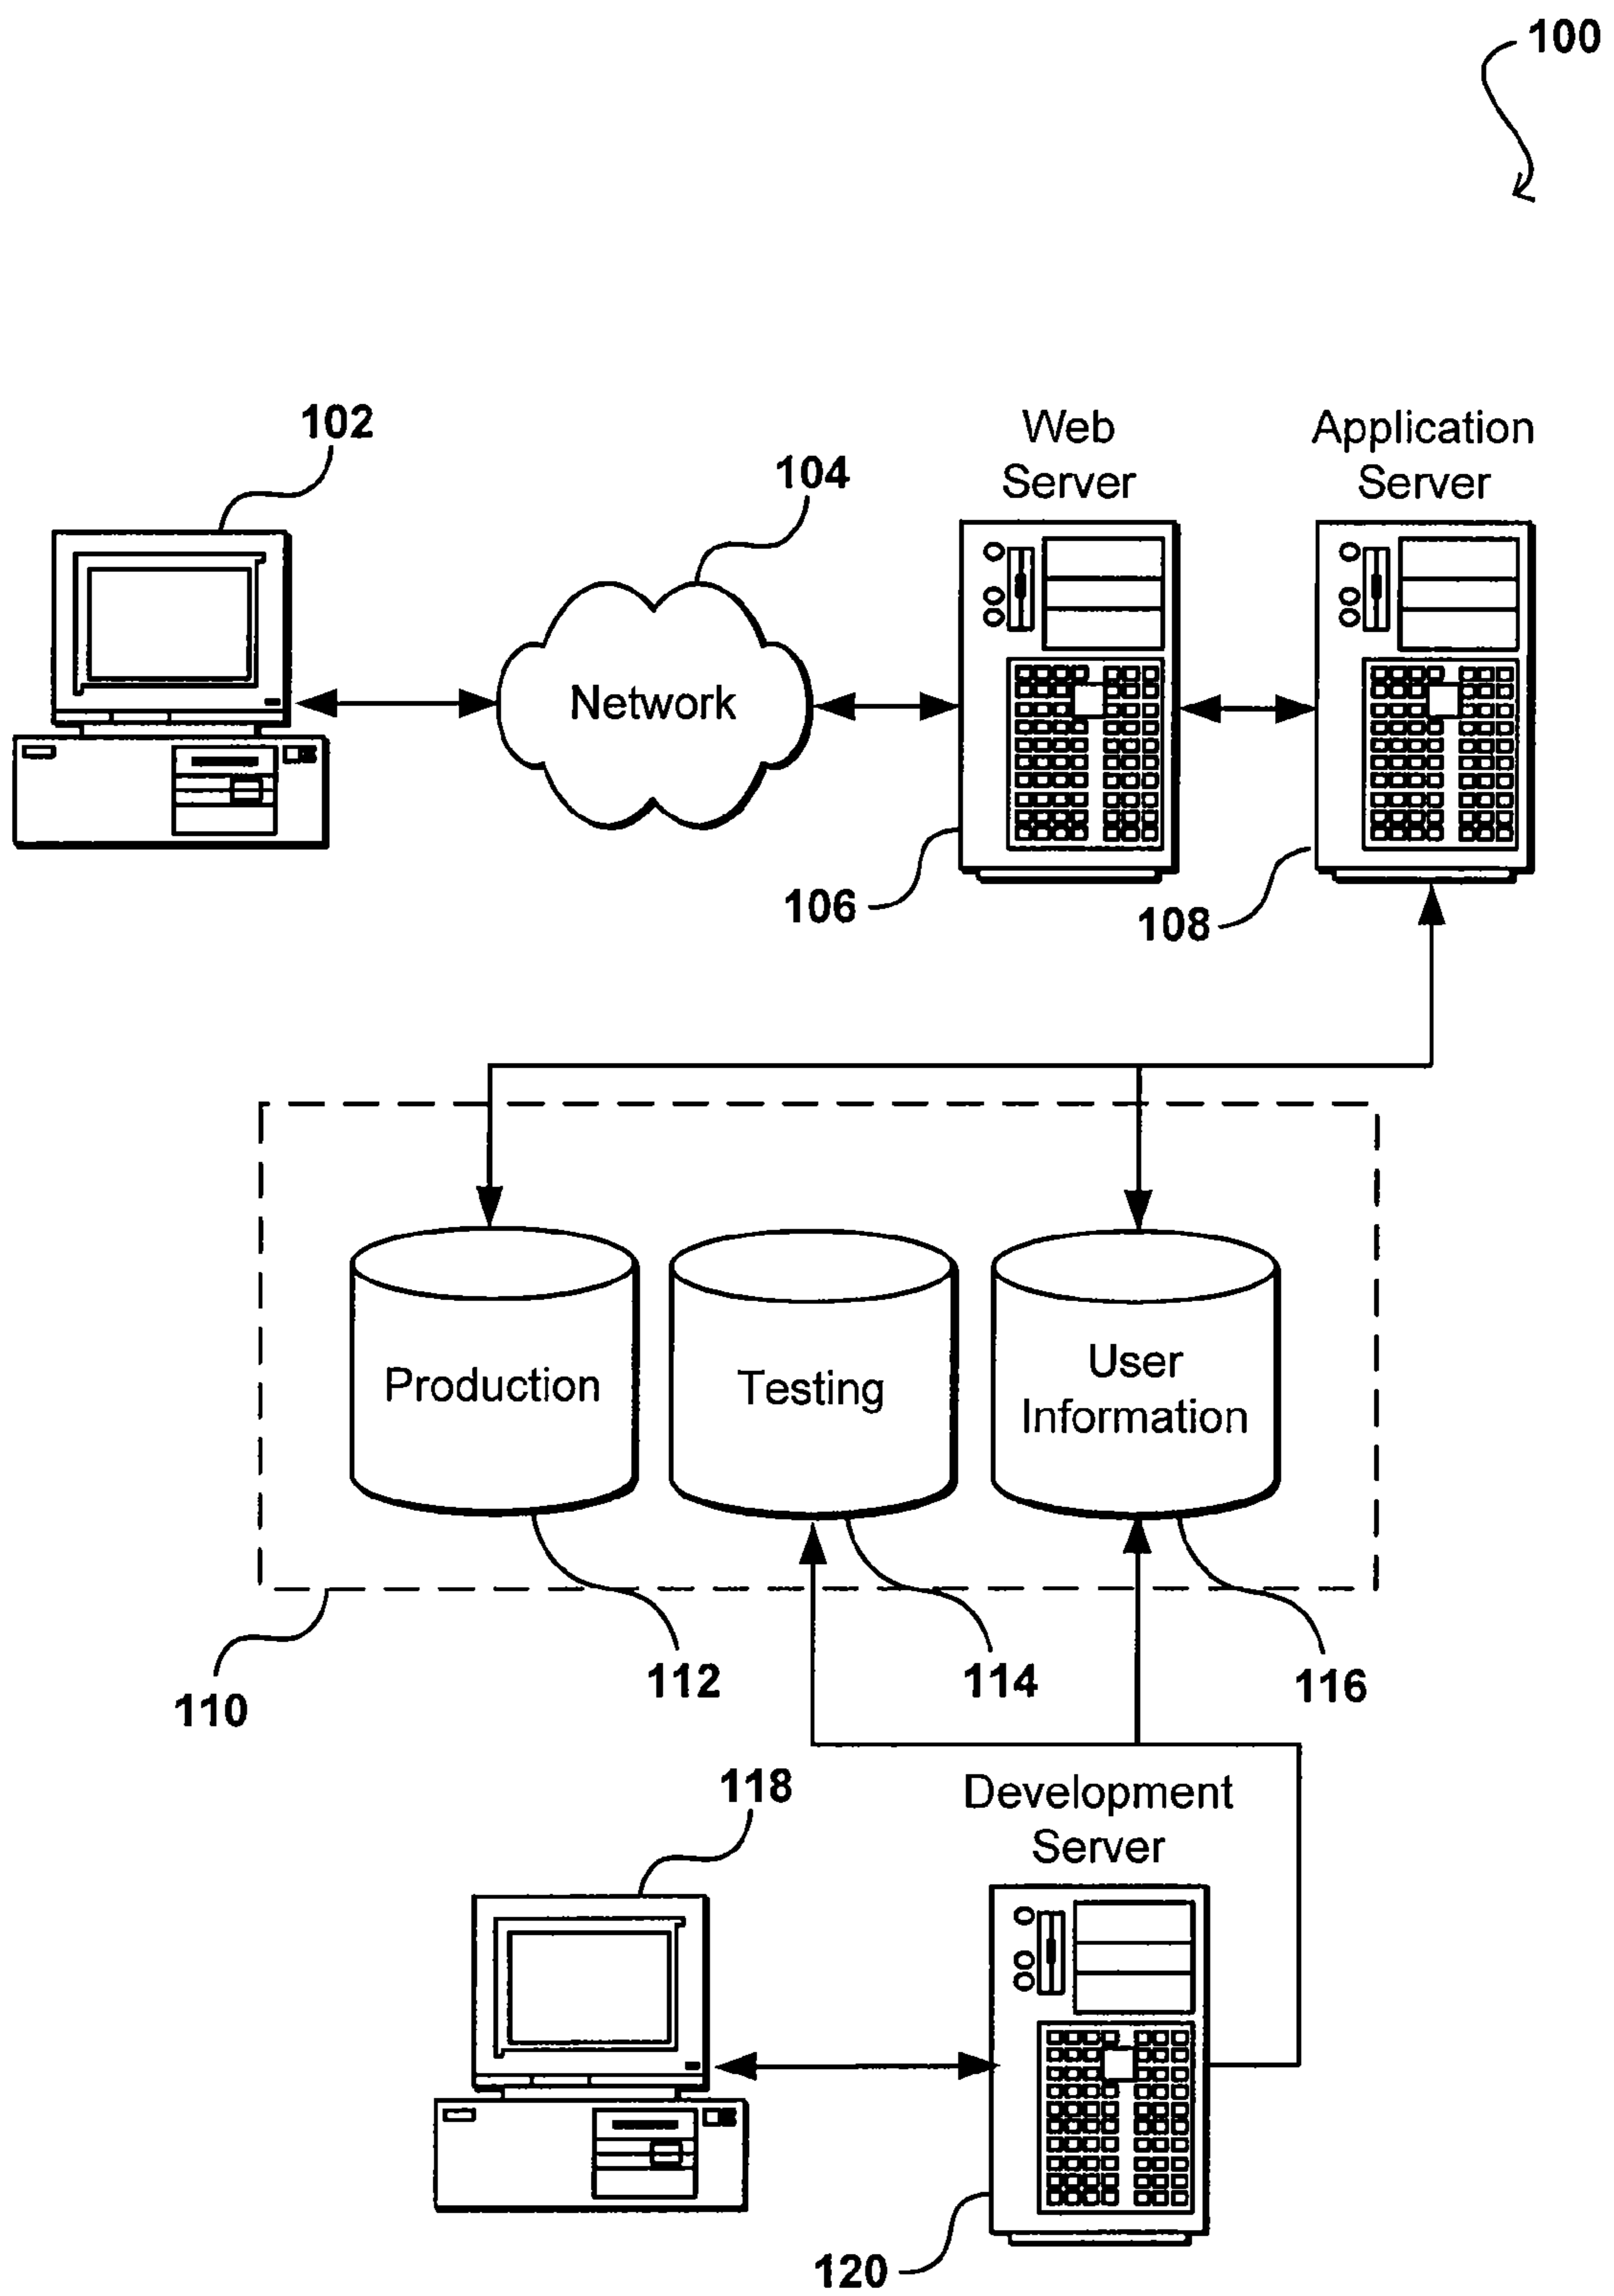 100
102
104
Web
Server
Application
Server
Network
106
108
Production
Testing
User
Information
110
112
114
116
118
Development
Server
120